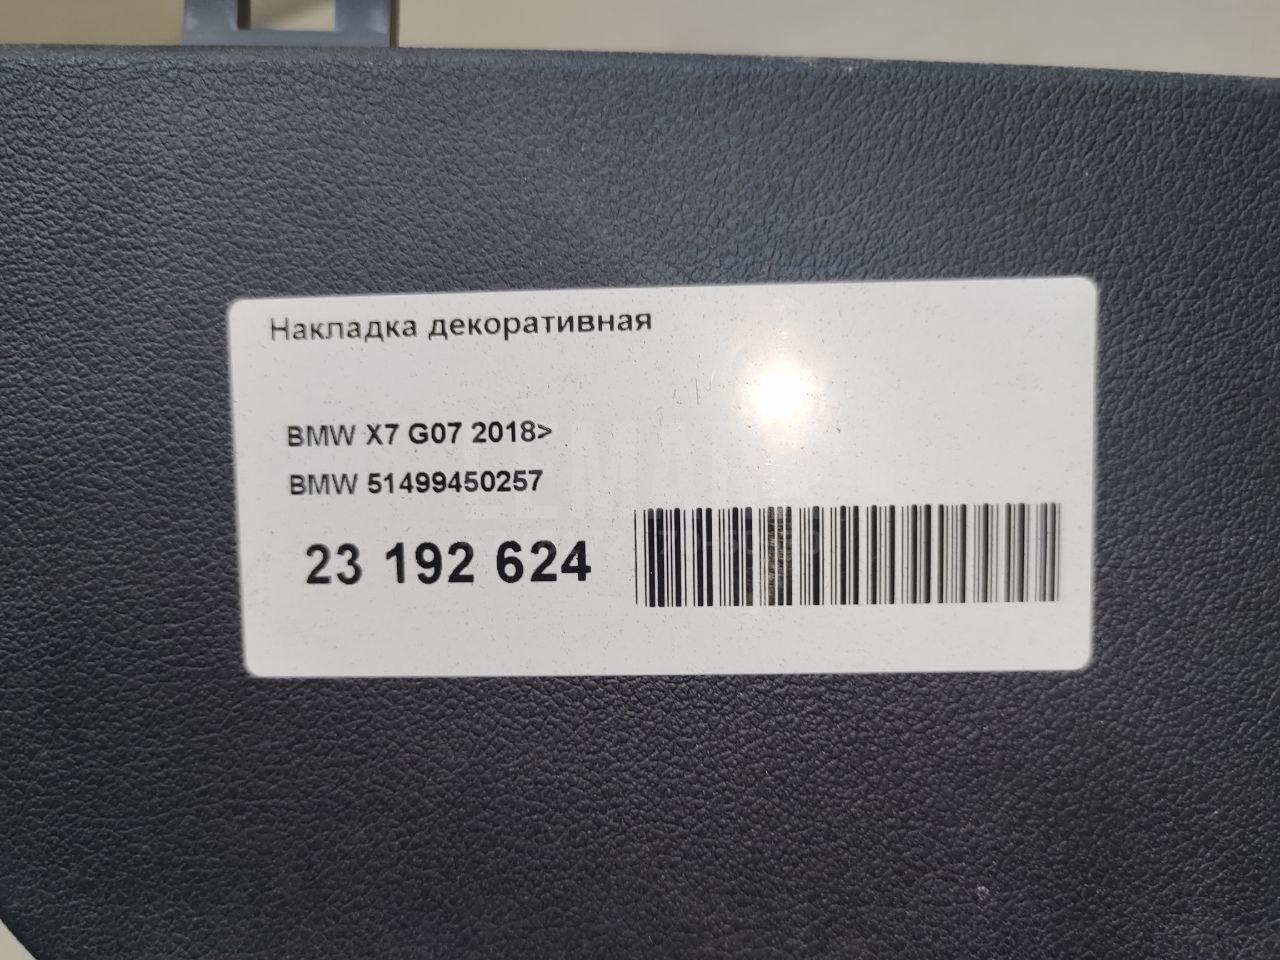 Накладка декоративная
BMW X7 G07 2018>
BMW 51499450257
23 192 624